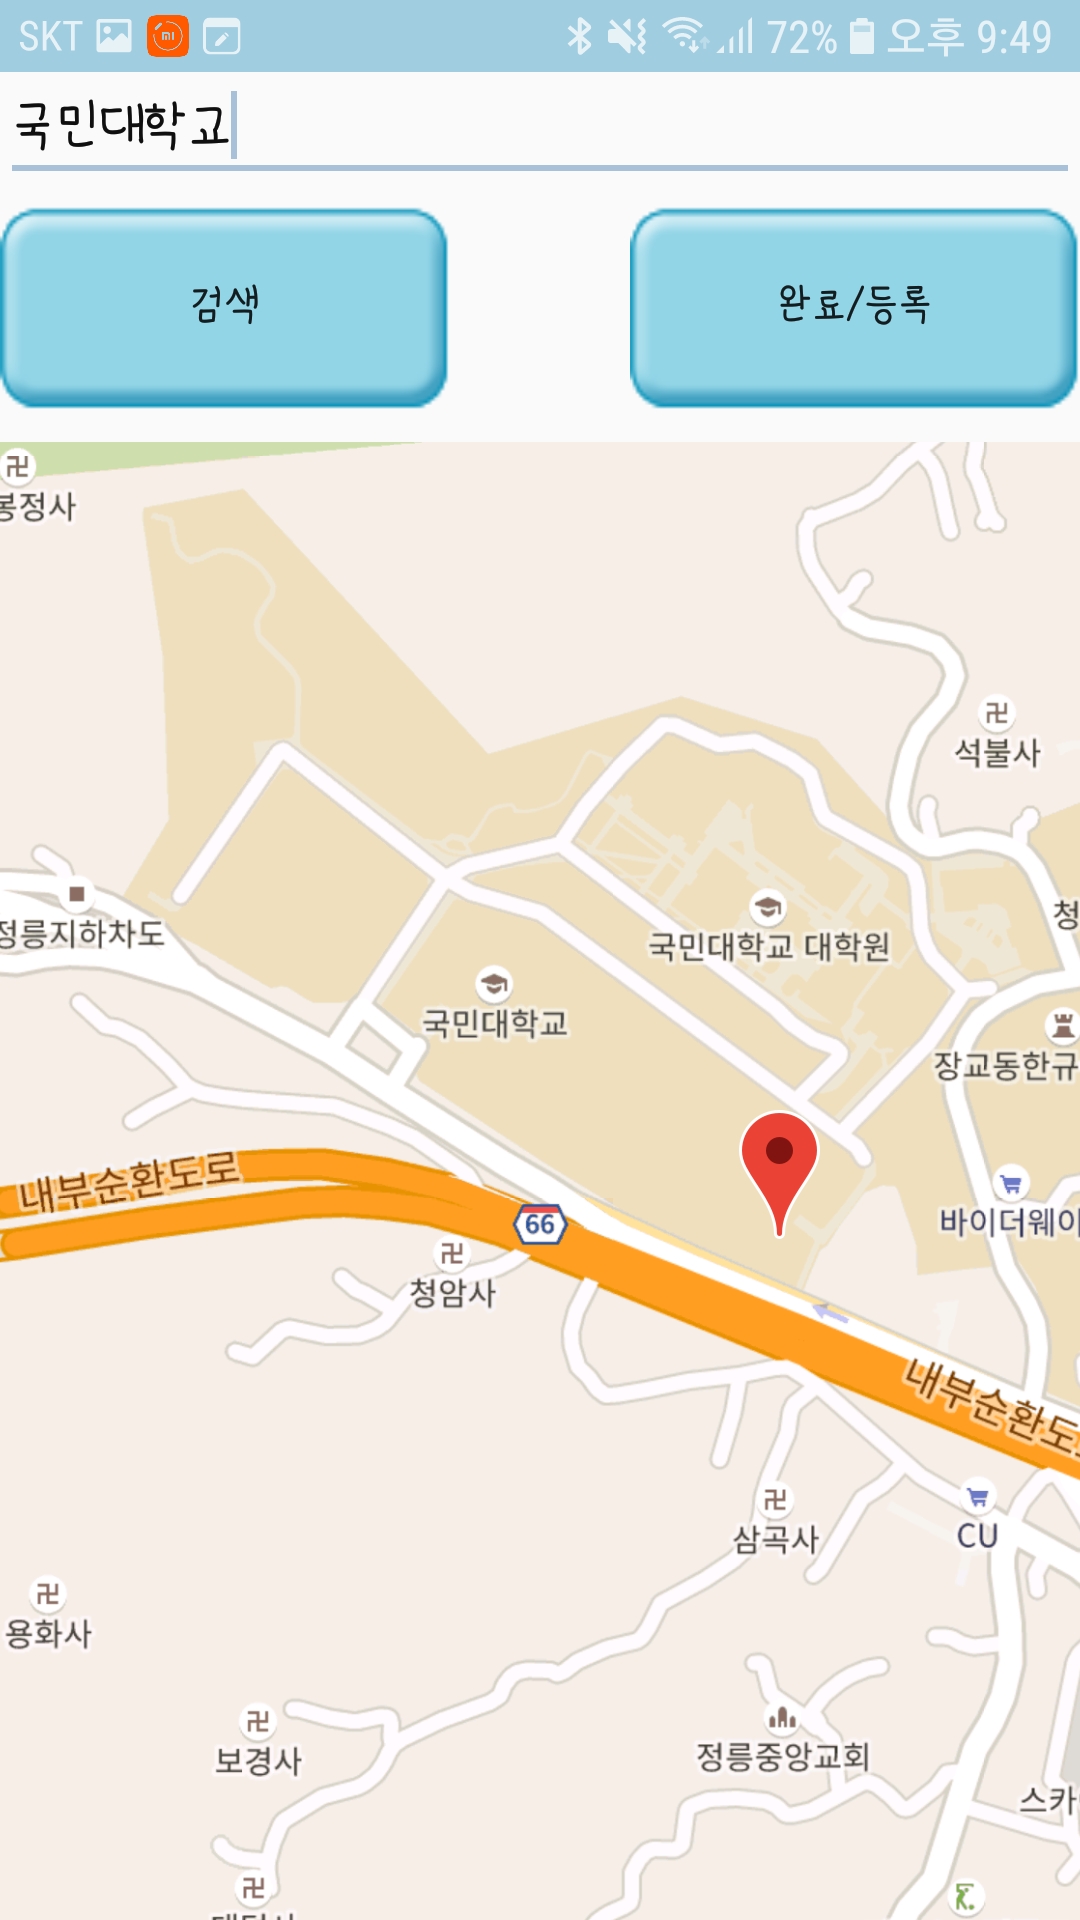 SKT 72% 오후 9:49
국민대학교
검색 완료/등록
봉정사
석불사
정릉지하차도
국민대학교 대학원
청
국민대학교
장교동한규
내부순환도로
66
바이더웨이
청암사
내부순환도로
CU
삼곡사
용화사
보경사
정릉중앙교회
스카